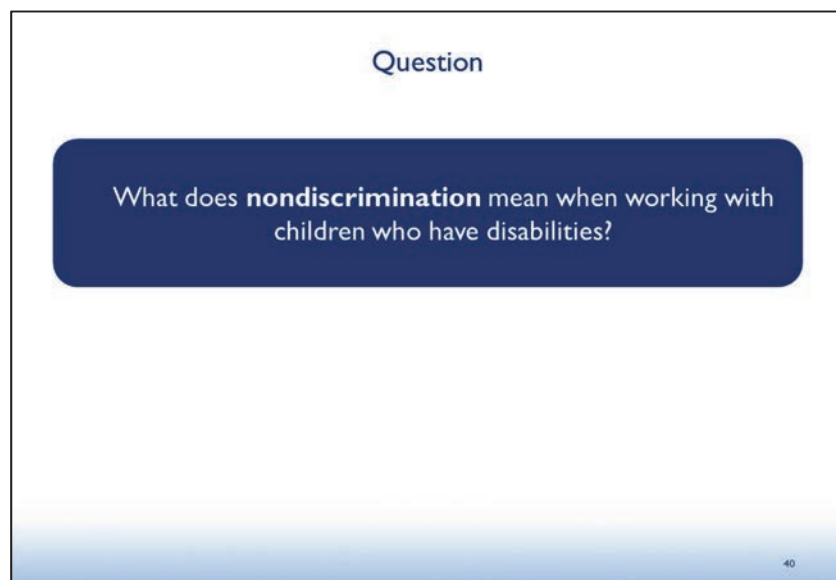 Question
What does nondiscrimination mean when working with
children who have disabilities?
40